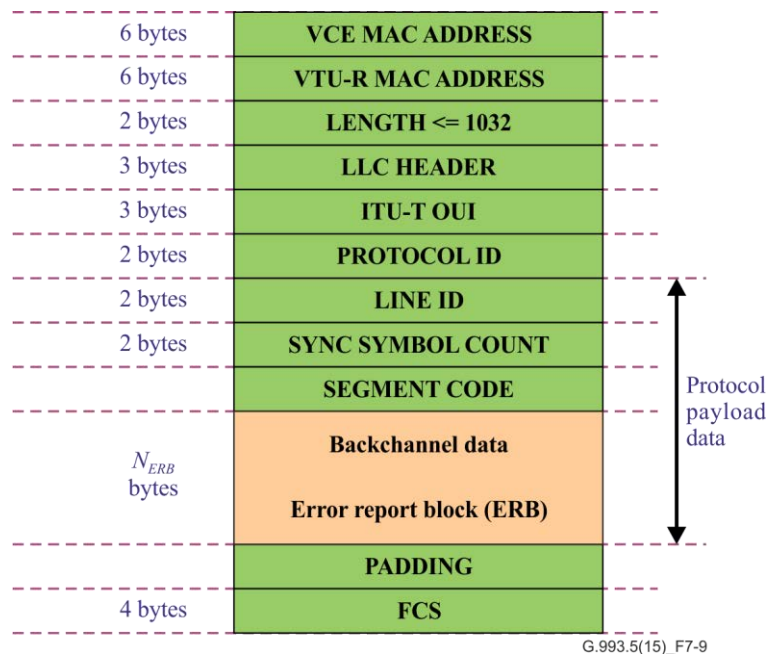 6 bytes VCE MAC ADDRESS
6 bytes VTU-R MAC ADDRESS
2 bytes LENGTH <= 1032
3 bytes LLC HEADER
3 bytes ITU-T OUI
2 bytes PROTOCOL ID
2 bytes LINE ID
2 bytes SYNC SYMBOL COUNT
SEGMENT CODE
Protocol
payload
data
N_ERB
bytes
Backchannel data
Error report block (ERB)
PADDING
4 bytes FCS
G.993.5(15)_F7-9